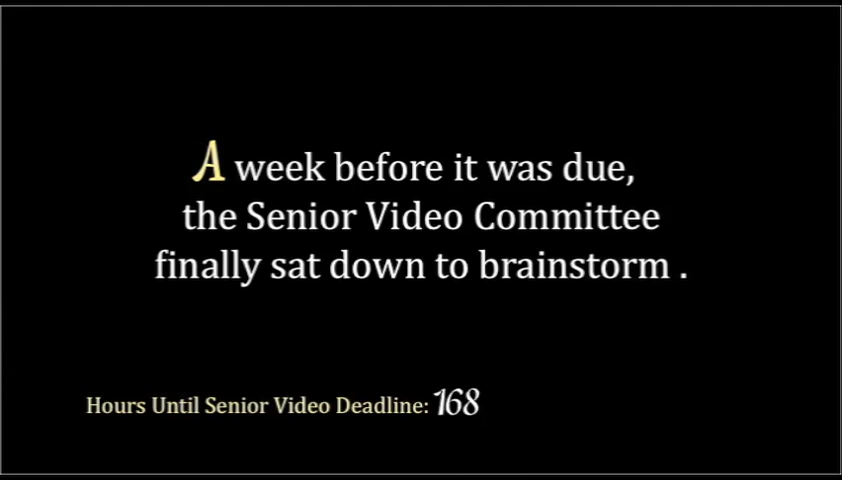 A week before it was due,
the Senior Video Committee
finally sat down to brainstorm .
Hours Until Senior Video Deadline: 168